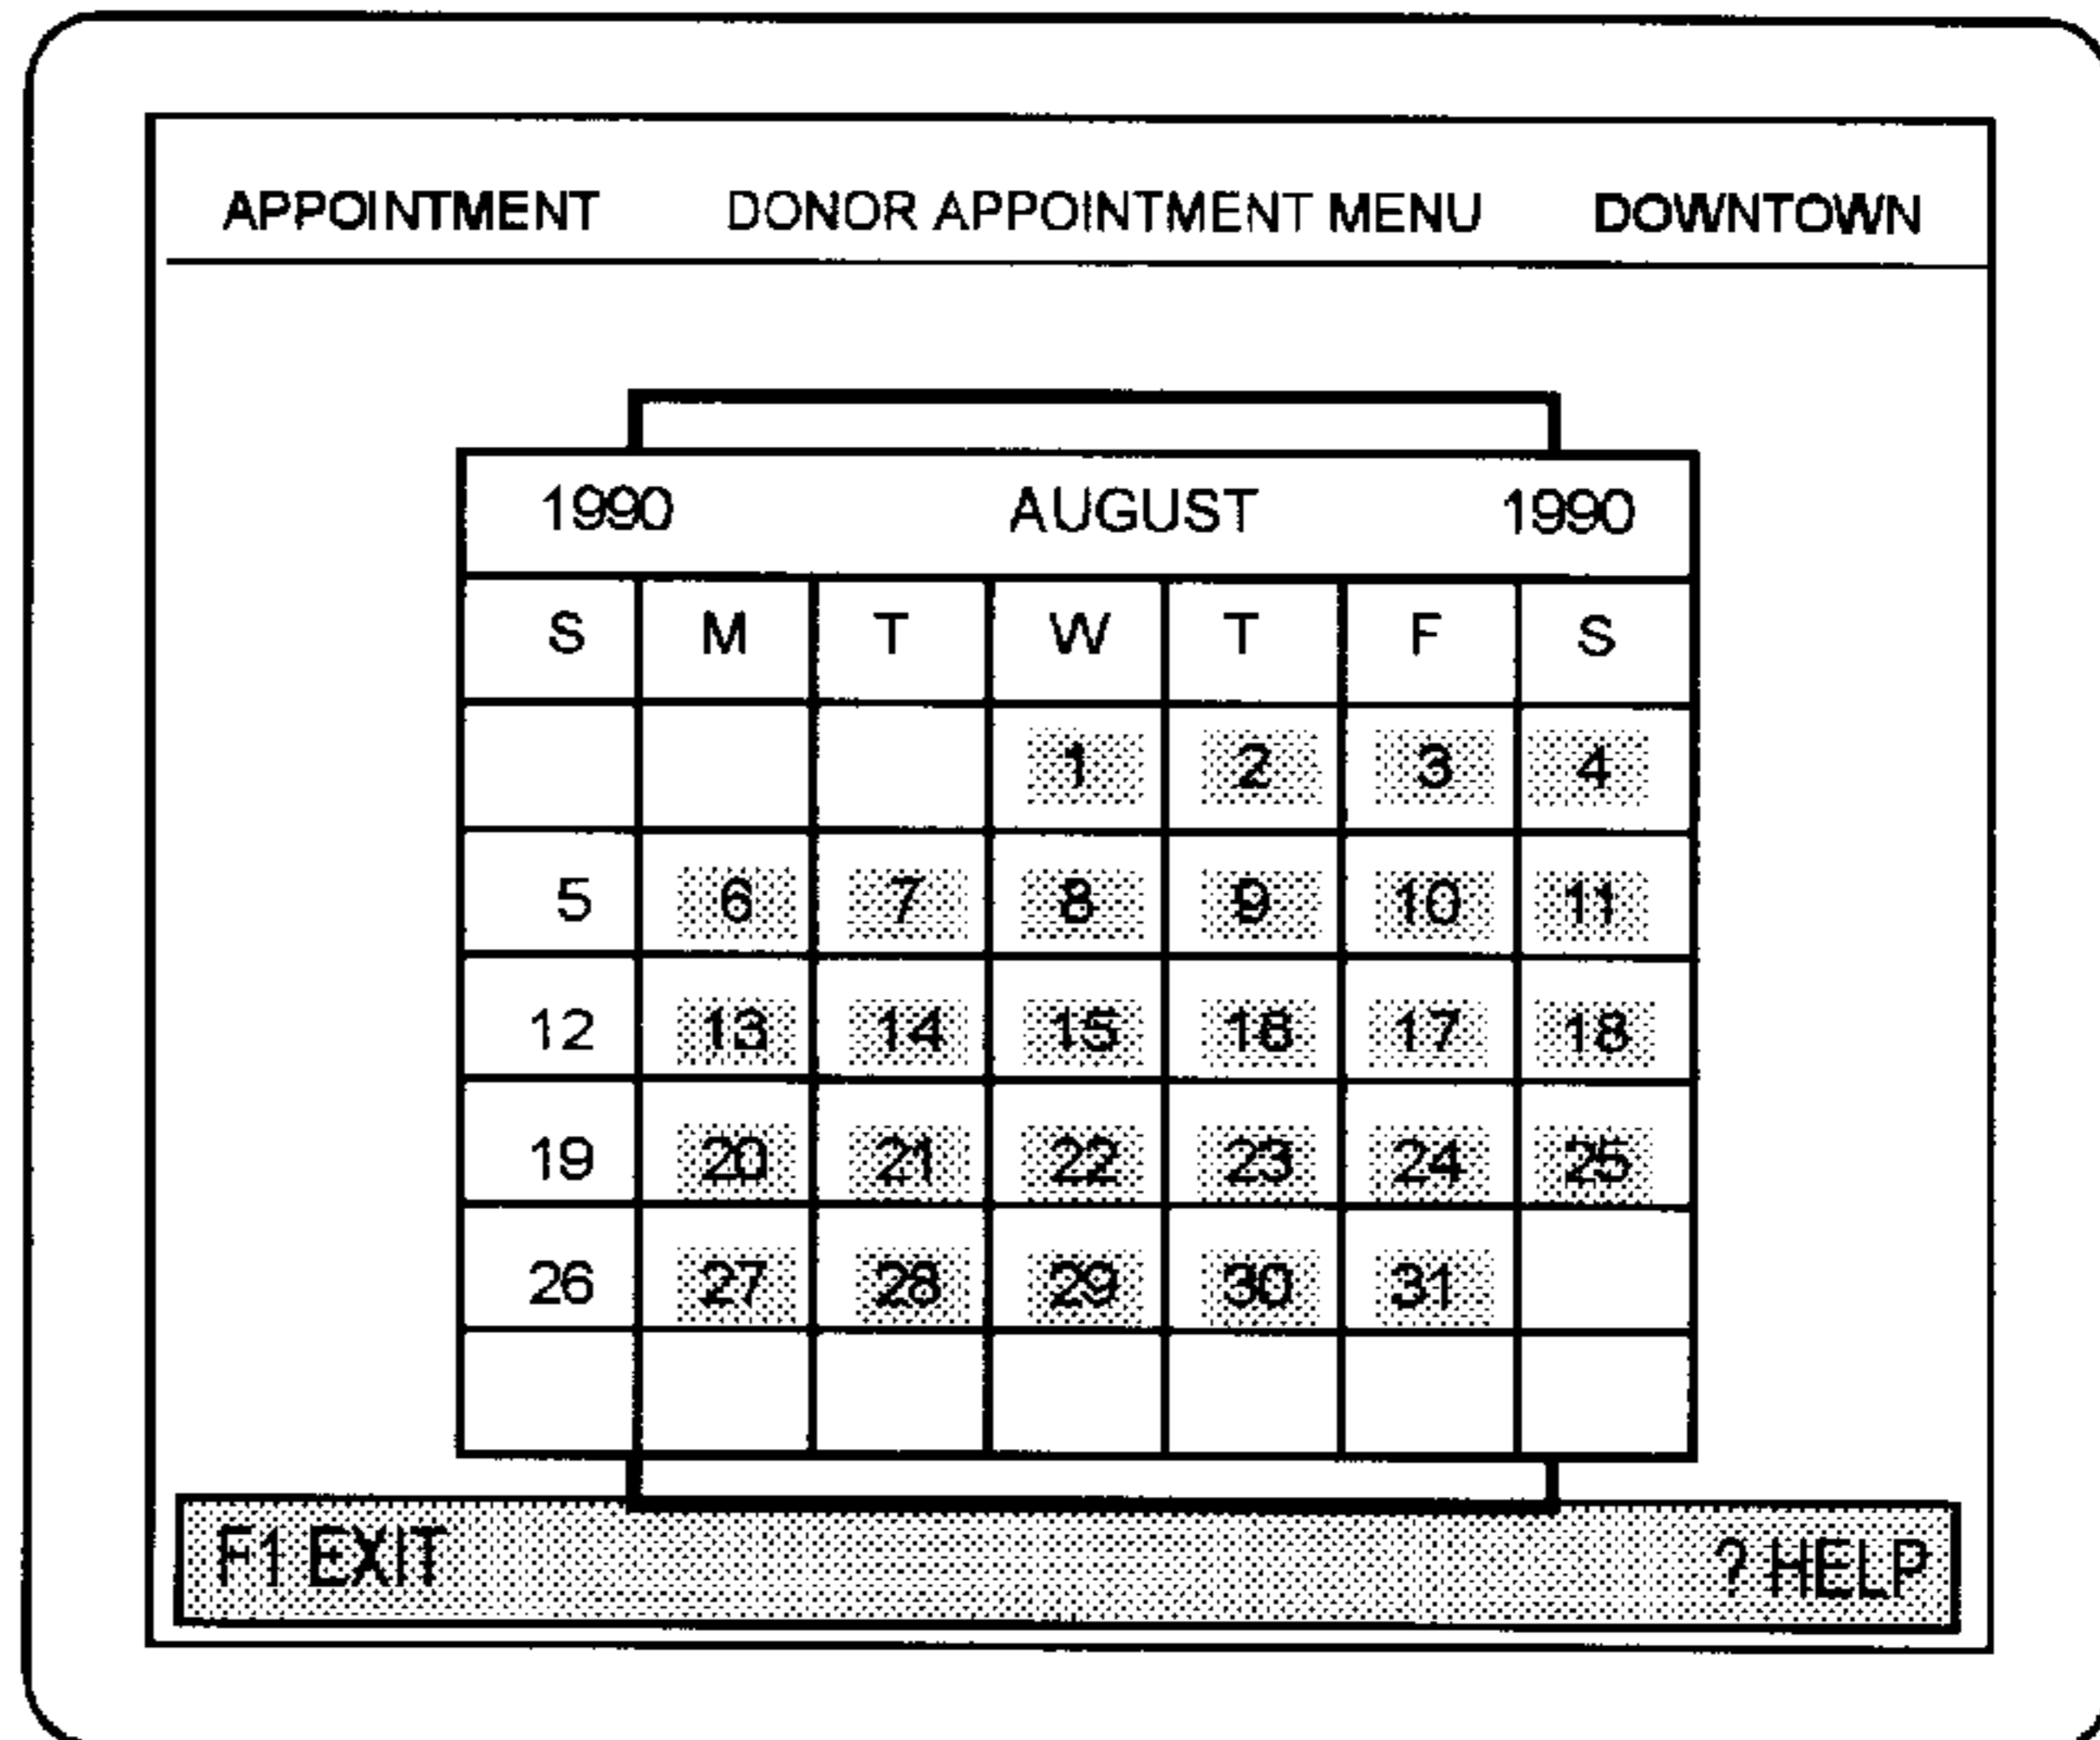 APPOINTMENT DONOR APPOINTMENT MENU DOWNTOWN
1990 AUGUST 1990
S M T W T F S
1 2 3 4
5 6 7 8 9 10 11
12 13 14 15 16 17 18
19 20 21 22 23 24 25
26 27 28 29 30 31
F1 EXIT ? HELP